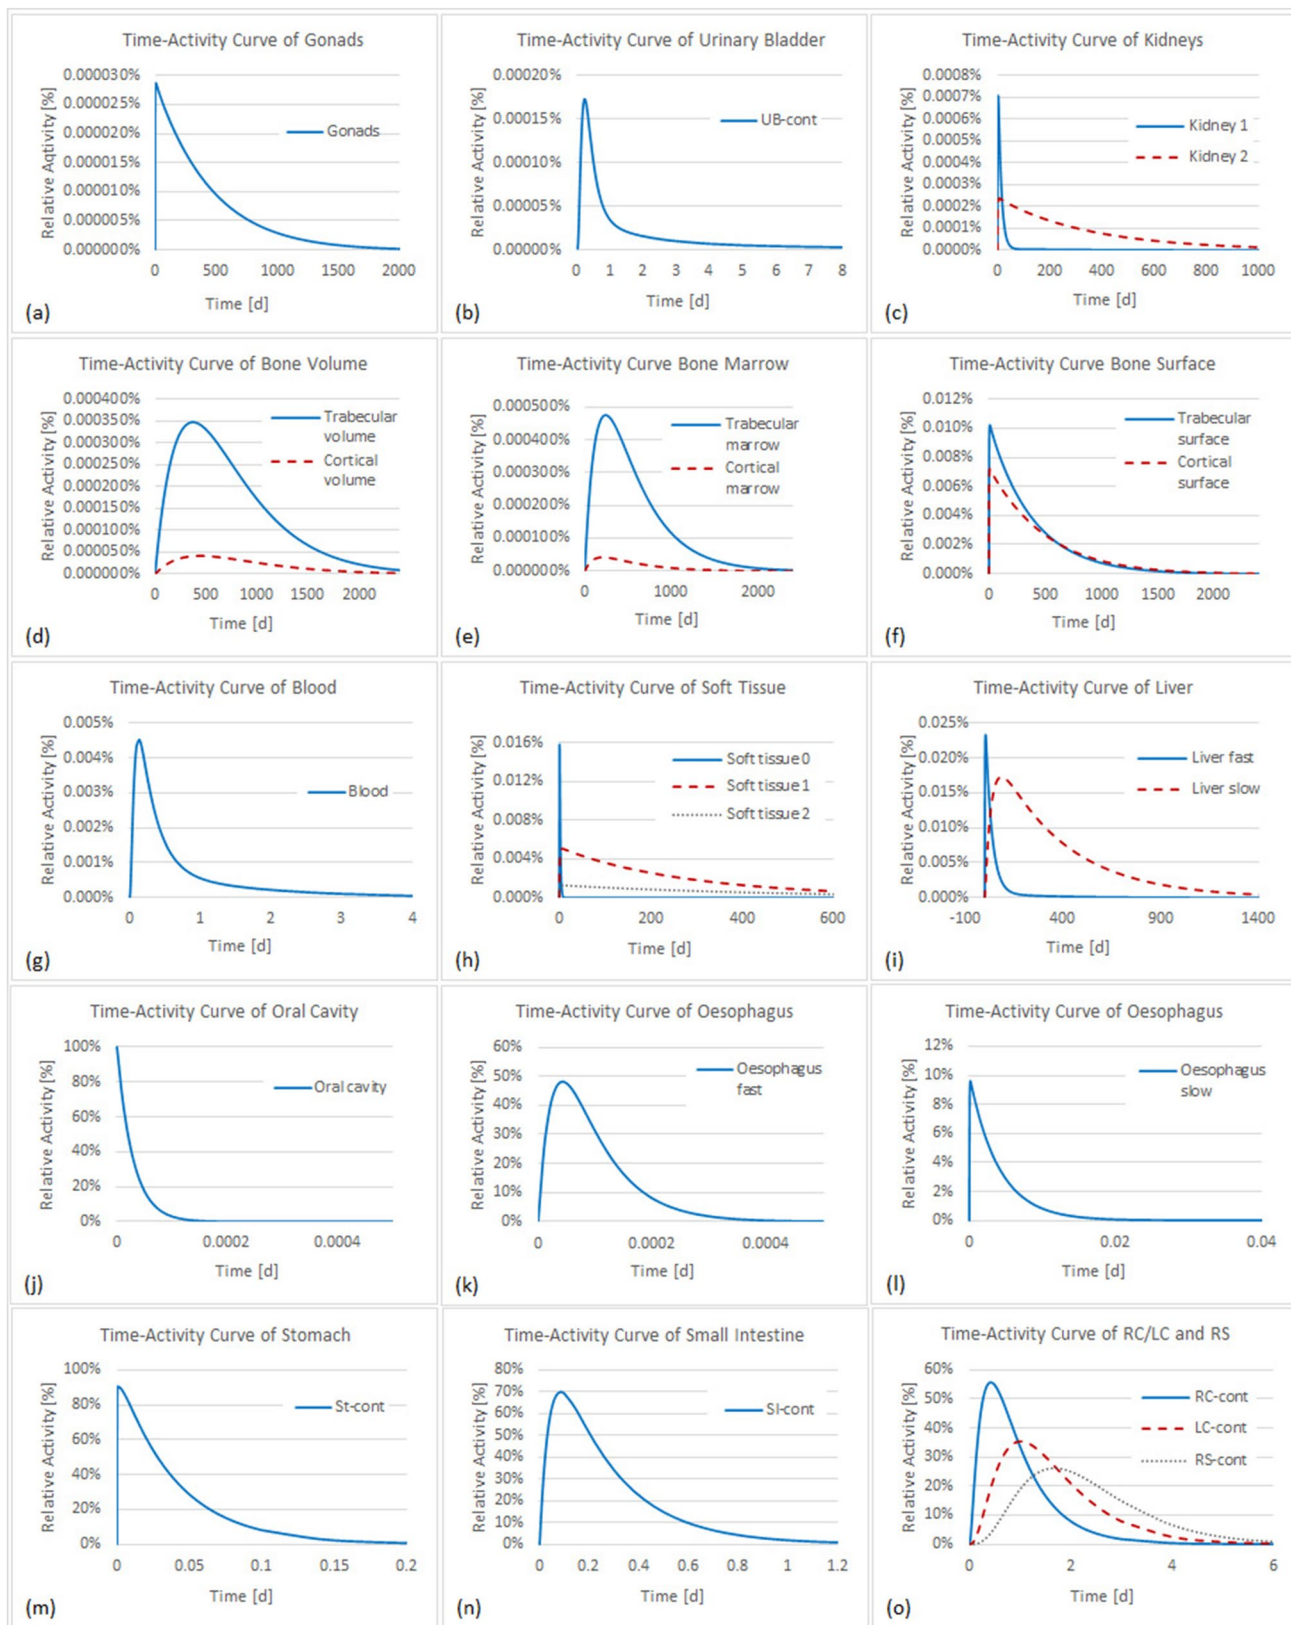 Time-Activity Curve of Gonads
Relative Aqtivity [%]
0.000030%
0.000025%
0.000020%
0.000015%
0.000010%
0.000005%
0.000000%
Gonads
0 500 1000 1500 2000
Time [d]
(a)
Time-Activity Curve of Urinary Bladder
Relative Activity [%]
0.00020%
0.00015%
0.00010%
0.00005%
0.00000%
UB-cont
0 1 2 3 4 5 6 7 8
Time [d]
(b)
Time-Activity Curve of Kidneys
Relative Activity [%]
0.0008%
0.0007%
0.0006%
0.0005%
0.0004%
0.0003%
0.0002%
0.0001%
0.0000%
Kidney 1
Kidney 2
0 200 400 600 800 1000
Time [d]
(c)
Time-Activity Curve of Bone Volume
Relative Activity [%]
0.000400%
0.000350%
0.000300%
0.000250%
0.000200%
0.000150%
0.000100%
0.000050%
0.000000%
Trabecular
volume
Cortical
volume
0 500 1000 1500 2000
Time [d]
(d)
Time-Activity Curve Bone Marrow
Relative Activity [%]
0.000500%
0.000400%
0.000300%
0.000200%
0.000100%
0.000000%
Trabecular
marrow
Cortical
marrow
0 1000 2000
Time [d]
(e)
Time-Activity Curve Bone Surface
Relative Activity [%]
0.012%
0.010%
0.008%
0.006%
0.004%
0.002%
0.000%
Trabecular
surface
Cortical
surface
0 500 1000 1500 2000
Time [d]
(f)
Time-Activity Curve of Blood
Relative Activity [%]
0.005%
0.004%
0.003%
0.002%
0.001%
0.000%
Blood
0 1 2 3 4
Time [d]
(g)
Time-Activity Curve of Soft Tissue
Relative Activity [%]
0.016%
0.012%
0.008%
0.004%
0.000%
Soft tissue 0
Soft tissue 1
Soft tissue 2
0 200 400 600
Time [d]
(h)
Time-Activity Curve of Liver
Relative Activity [%]
0.025%
0.020%
0.015%
0.010%
0.005%
0.000%
Liver fast
Liver slow
-100 400 900 1400
Time [d]
(i)
Time-Activity Curve of Oral Cavity
Relative Activity [%]
100%
80%
60%
40%
20%
0%
Oral cavity
0 0.0002 0.0004
Time [d]
(j)
Time-Activity Curve of Oesophagus
Relative Activity [%]
60%
50%
40%
30%
20%
10%
0%
Oesophagus
fast
0 0.0002 0.0004
Time [d]
(k)
Time-Activity Curve of Oesophagus
Relative Activity [%]
12%
10%
8%
6%
4%
2%
0%
Oesophagus
slow
0 0.02 0.04
Time [d]
(l)
Time-Activity Curve of Stomach
Relative Activity [%]
100%
80%
60%
40%
20%
0%
St-cont
0 0.05 0.1 0.15 0.2
Time [d]
(m)
Time-Activity Curve of Small Intestine
Relative Activity [%]
80%
70%
60%
50%
40%
30%
20%
10%
0%
SI-cont
0 0.2 0.4 0.6 0.8 1 1.2
Time [d]
(n)
Time-Activity Curve of RC/LC and RS
Relative Activity [%]
60%
50%
40%
30%
20%
10%
0%
RC-cont
LC-cont
RS-cont
0 2 4 6
Time [d]
(o)